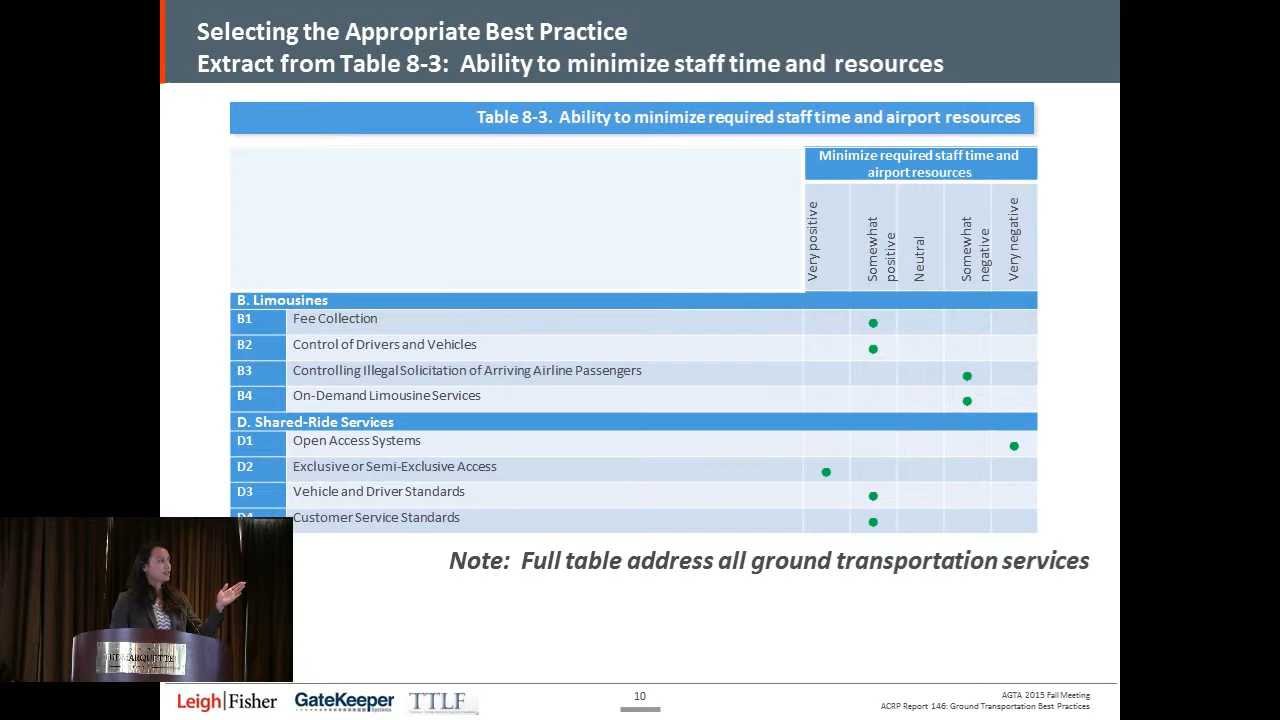 Selecting the Appropriate Best Practice
Extract from Table 8-3: Ability to minimize staff time and resources
Table 8-3. Ability to minimize required staff time and airport resources
Minimize required staff time and
airport resources
Very positive
Somewhat
positive
Neutral
Somewhat
negative
Very negative
B. Limousines
B1 Fee Collection
B2 Control of Drivers and Vehicles
B3 Controlling Illegal Solicitation of Arriving Airline Passengers
B4 On-Demand Limousine Services
D. Shared-Ride Services
D1 Open Access Systems
D2 Exclusive or Semi-Exclusive Access
D3 Vehicle and Driver Standards
Customer Service Standards
Note: Full table address all ground transportation services
Leigh|Fisher
GateKeeper
Systems
TTLF
10
AGTA 2015 Fall Meeting
ACRP Report 146: Ground Transportation Best Practices